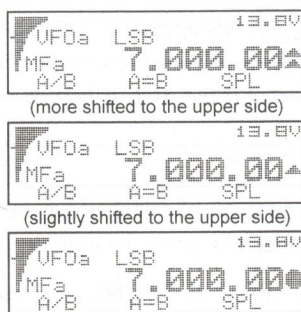 13.8V
VFOa LSB
MFa 7.000.00
A/B A=B SPL
(more shifted to the upper side)
13.8V
VFOa LSB
MFa 7.000.00
A/B A=B SPL
(slightly shifted to the upper side)
13.8V
VFOa LSB
MFa 7.000.00
A/B A=B SPL